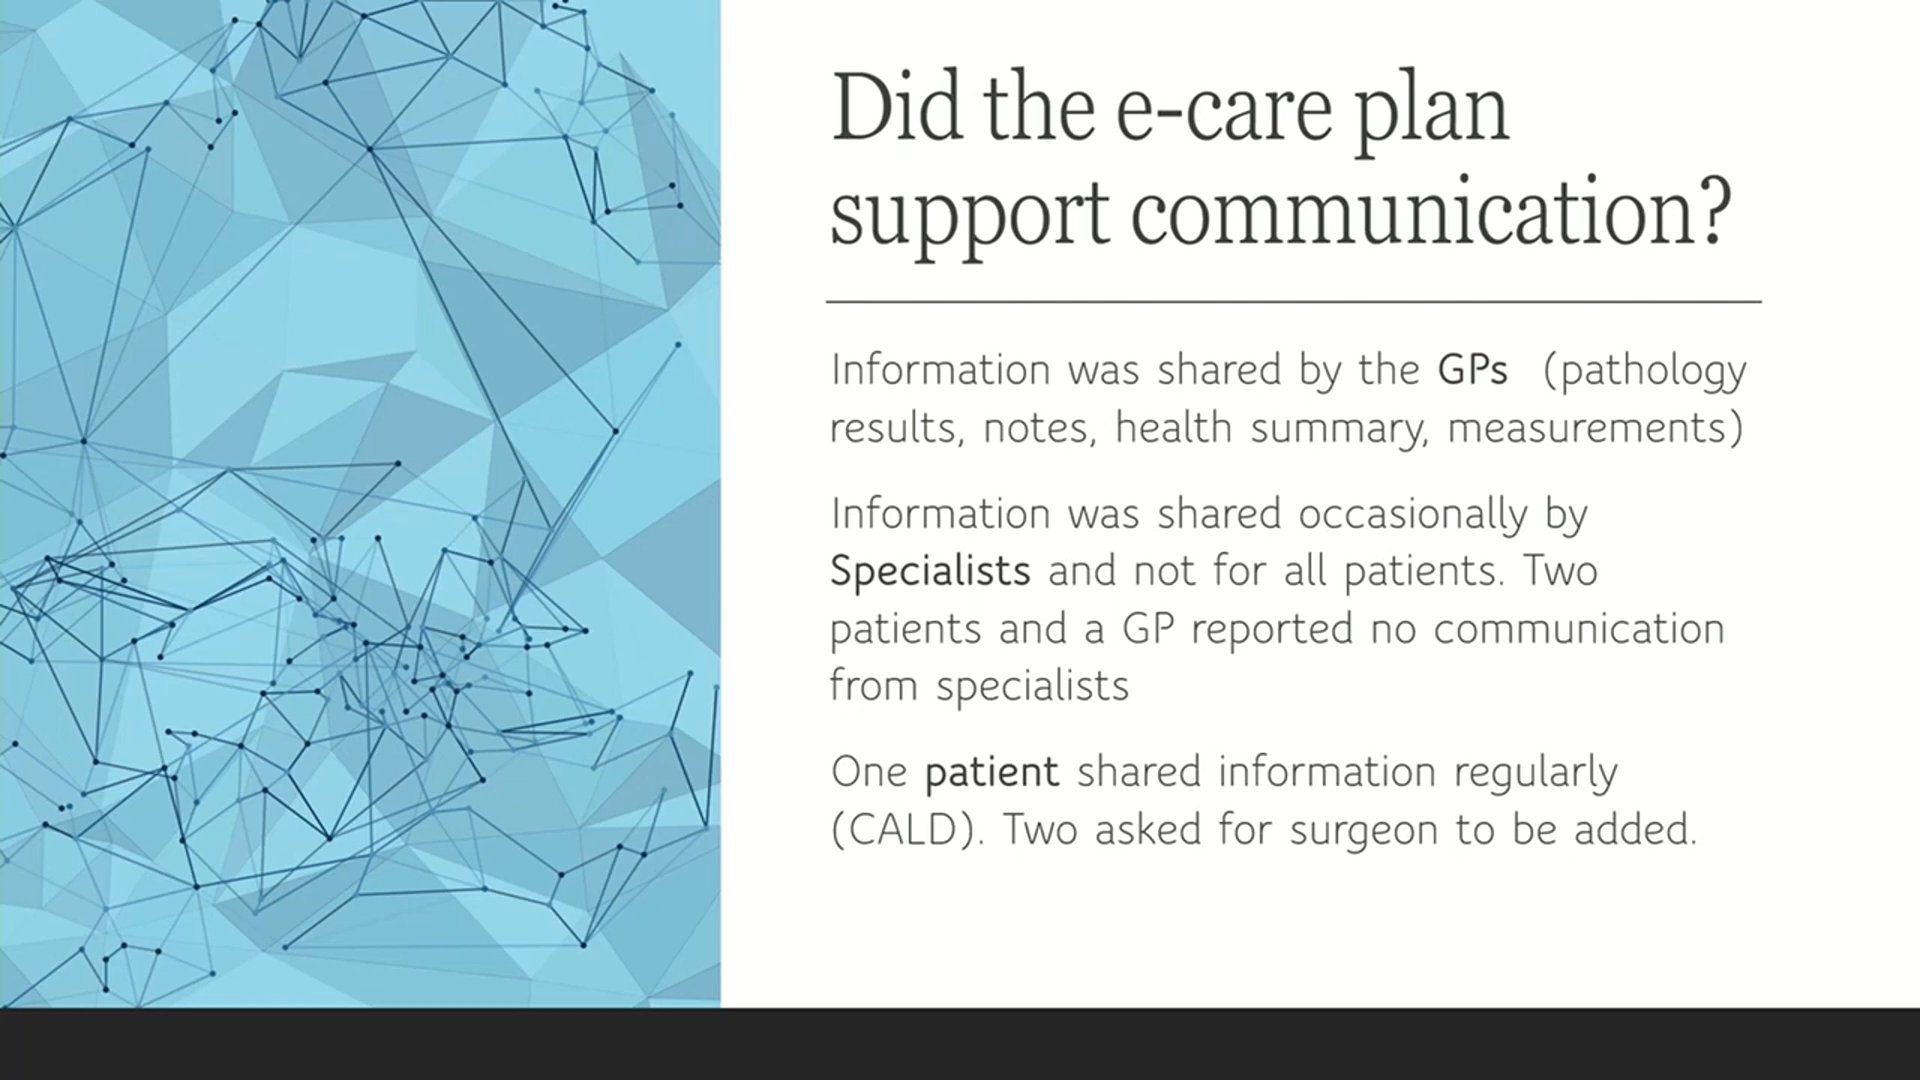 Did the e-care plan
support communication?
Information was shared by the GPs (pathology
results, notes, health summary, measurements)
Information was shared occasionally by
Specialists and not for all patients. Two
patients and a GP reported no communication
from specialists
One patient shared information regularly
(CALD). Two asked for surgeon to be added.